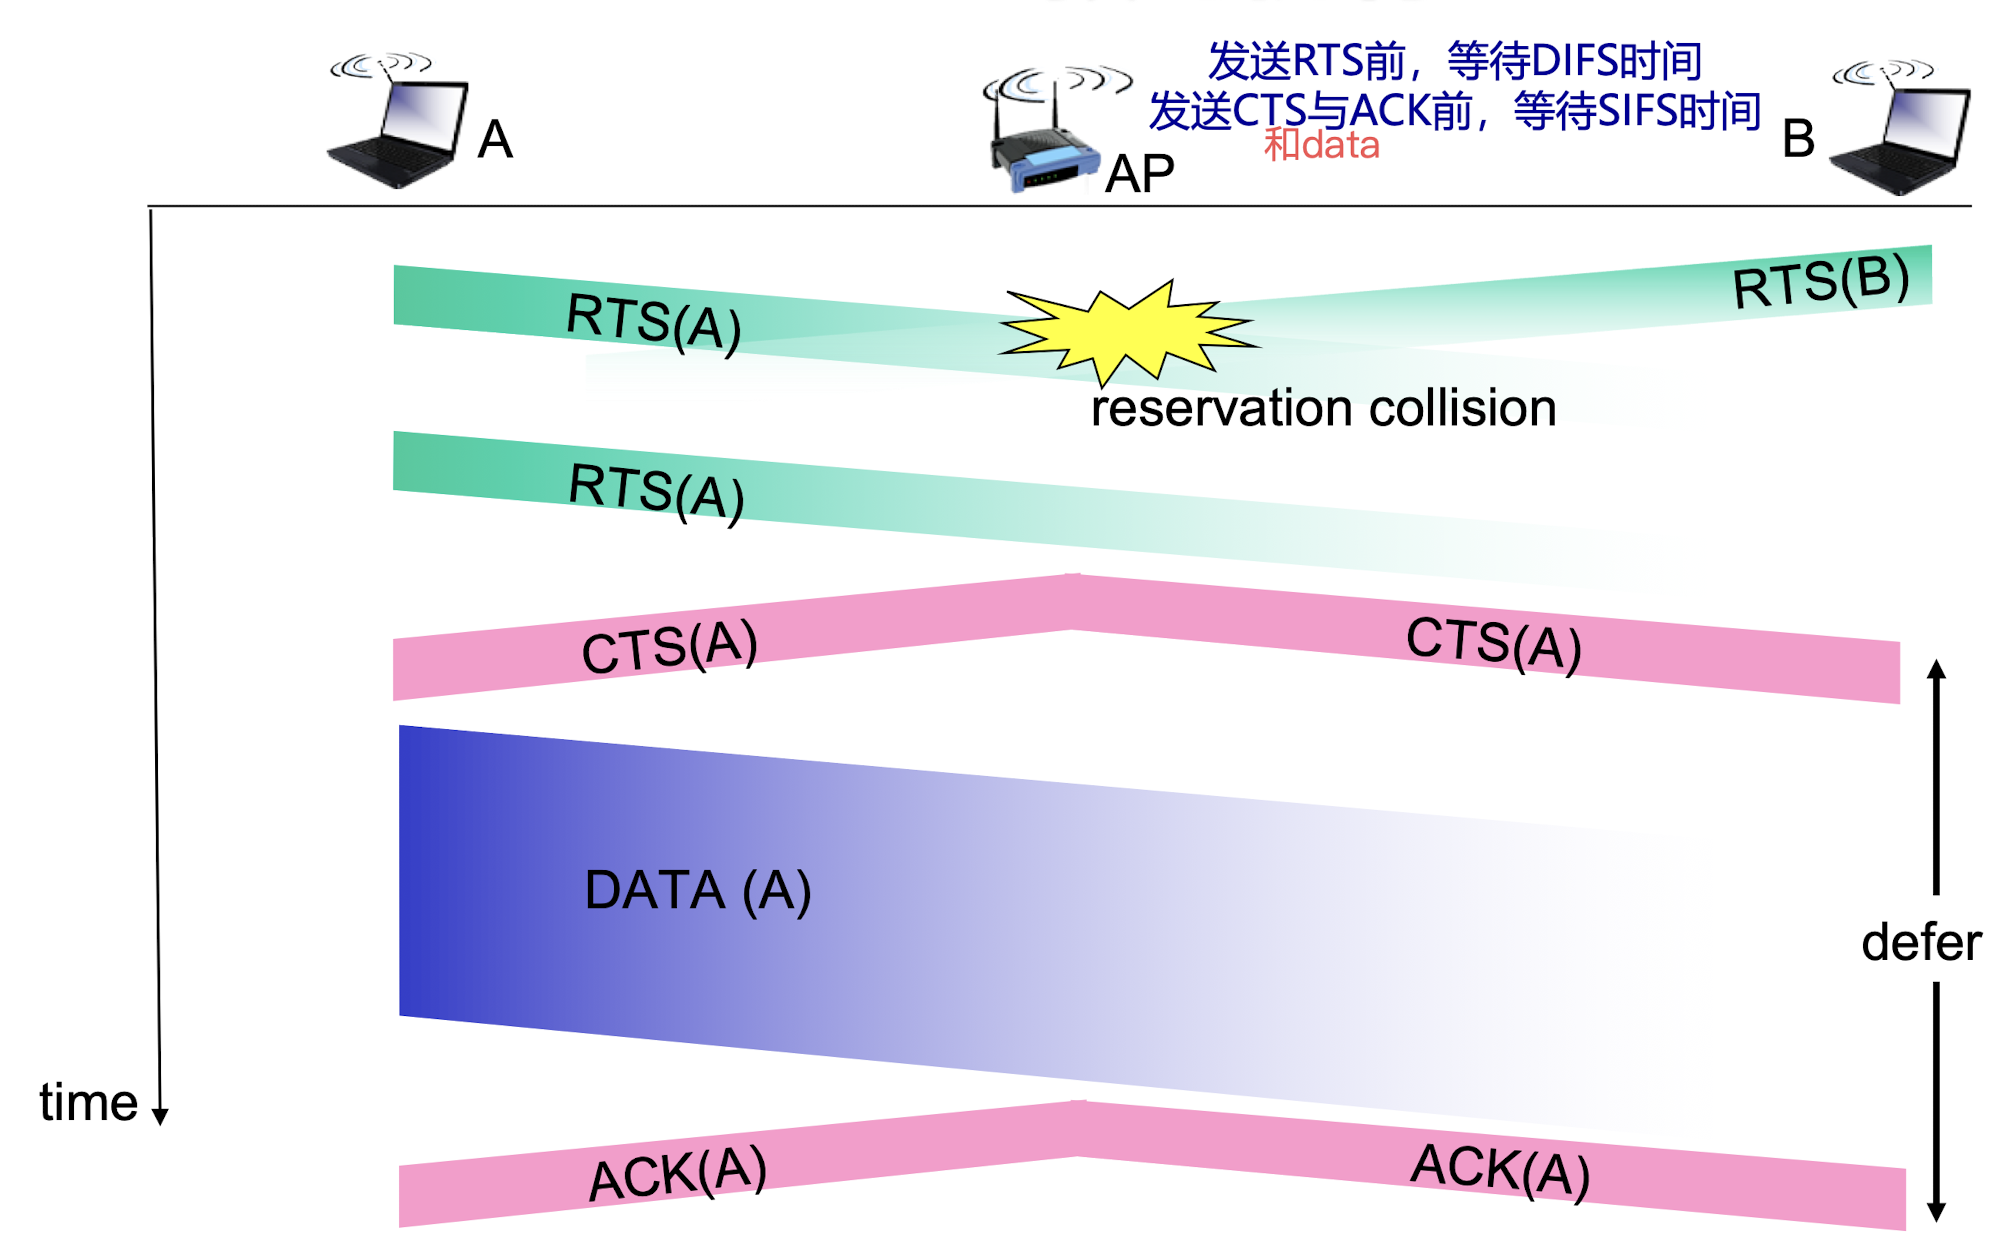 发送RTS前，等待DIFS时间
发送CTS与ACK前，等待SIFS时间
和data
A
AP
B
RTS(A)
RTS(B)
reservation collision
RTS(A)
CTS(A)
CTS(A)
DATA (A)
defer
time
ACK(A)
ACK(A)